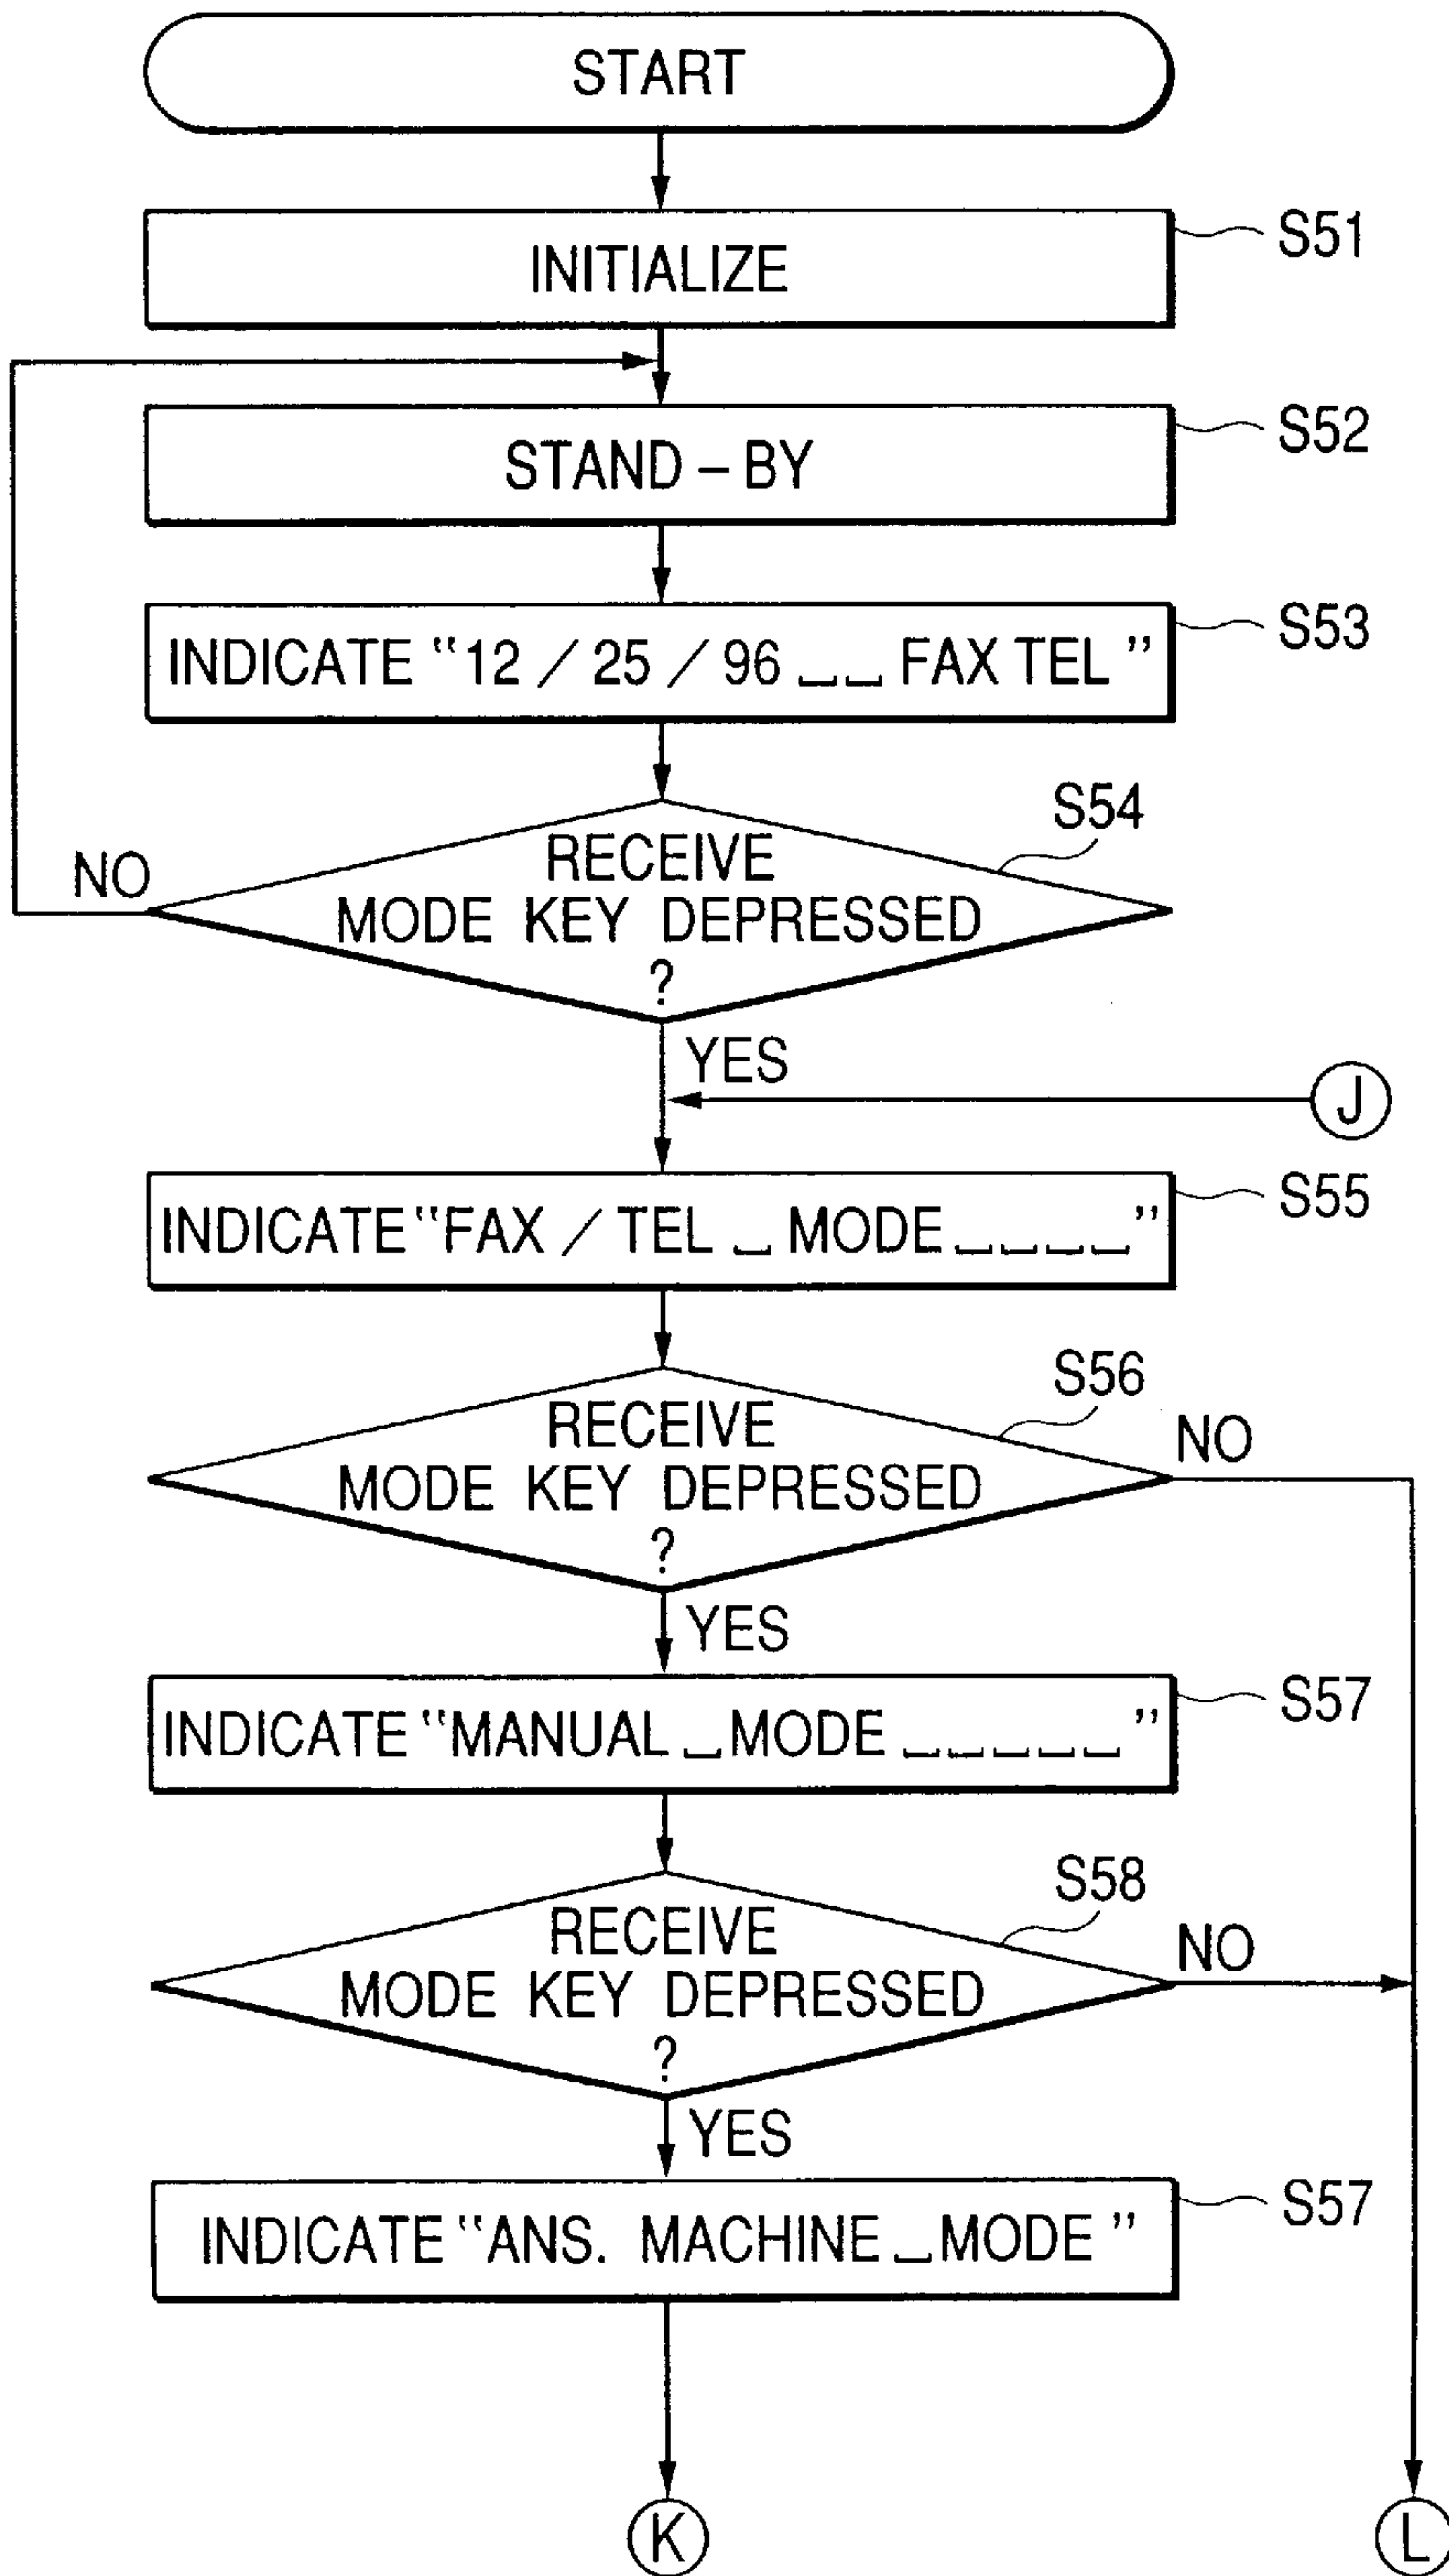 START
INITIALIZE
S51
STAND – BY
S52
INDICATE “12 / 25 / 96 ␣␣ FAX TEL ”
S53
S54
RECEIVE
MODE KEY DEPRESSED
?
NO
YES
J
INDICATE “FAX / TEL ␣ MODE ␣␣␣␣”
S55
S56
RECEIVE
MODE KEY DEPRESSED
?
NO
YES
INDICATE “MANUAL ␣MODE ␣␣␣␣␣”
S57
S58
RECEIVE
MODE KEY DEPRESSED
?
NO
YES
INDICATE “ANS. MACHINE ␣MODE ”
S57
K
L